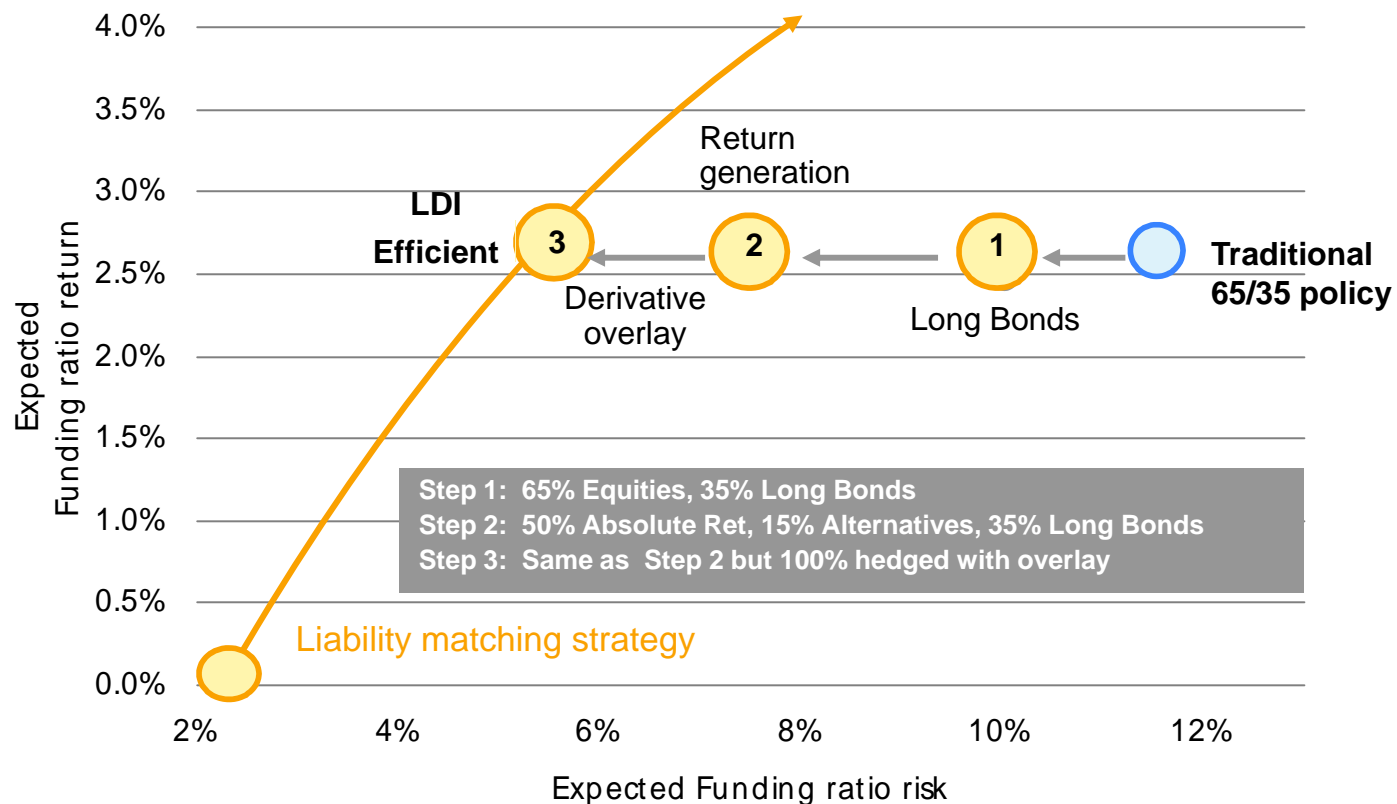 4.0%
3.5%
3.0%
2.5%
2.0%
1.5%
1.0%
0.5%
0.0%
Expected
Funding ratio return
LDI
Efficient
3
Return
generation
2
1
Traditional
65/35 policy
Derivative
overlay
Long Bonds
Step 1: 65% Equities, 35% Long Bonds
Step 2: 50% Absolute Ret, 15% Alternatives, 35% Long Bonds
Step 3: Same as Step 2 but 100% hedged with overlay
Liability matching strategy
2% 4% 6% 8% 10% 12%
Expected Funding ratio risk